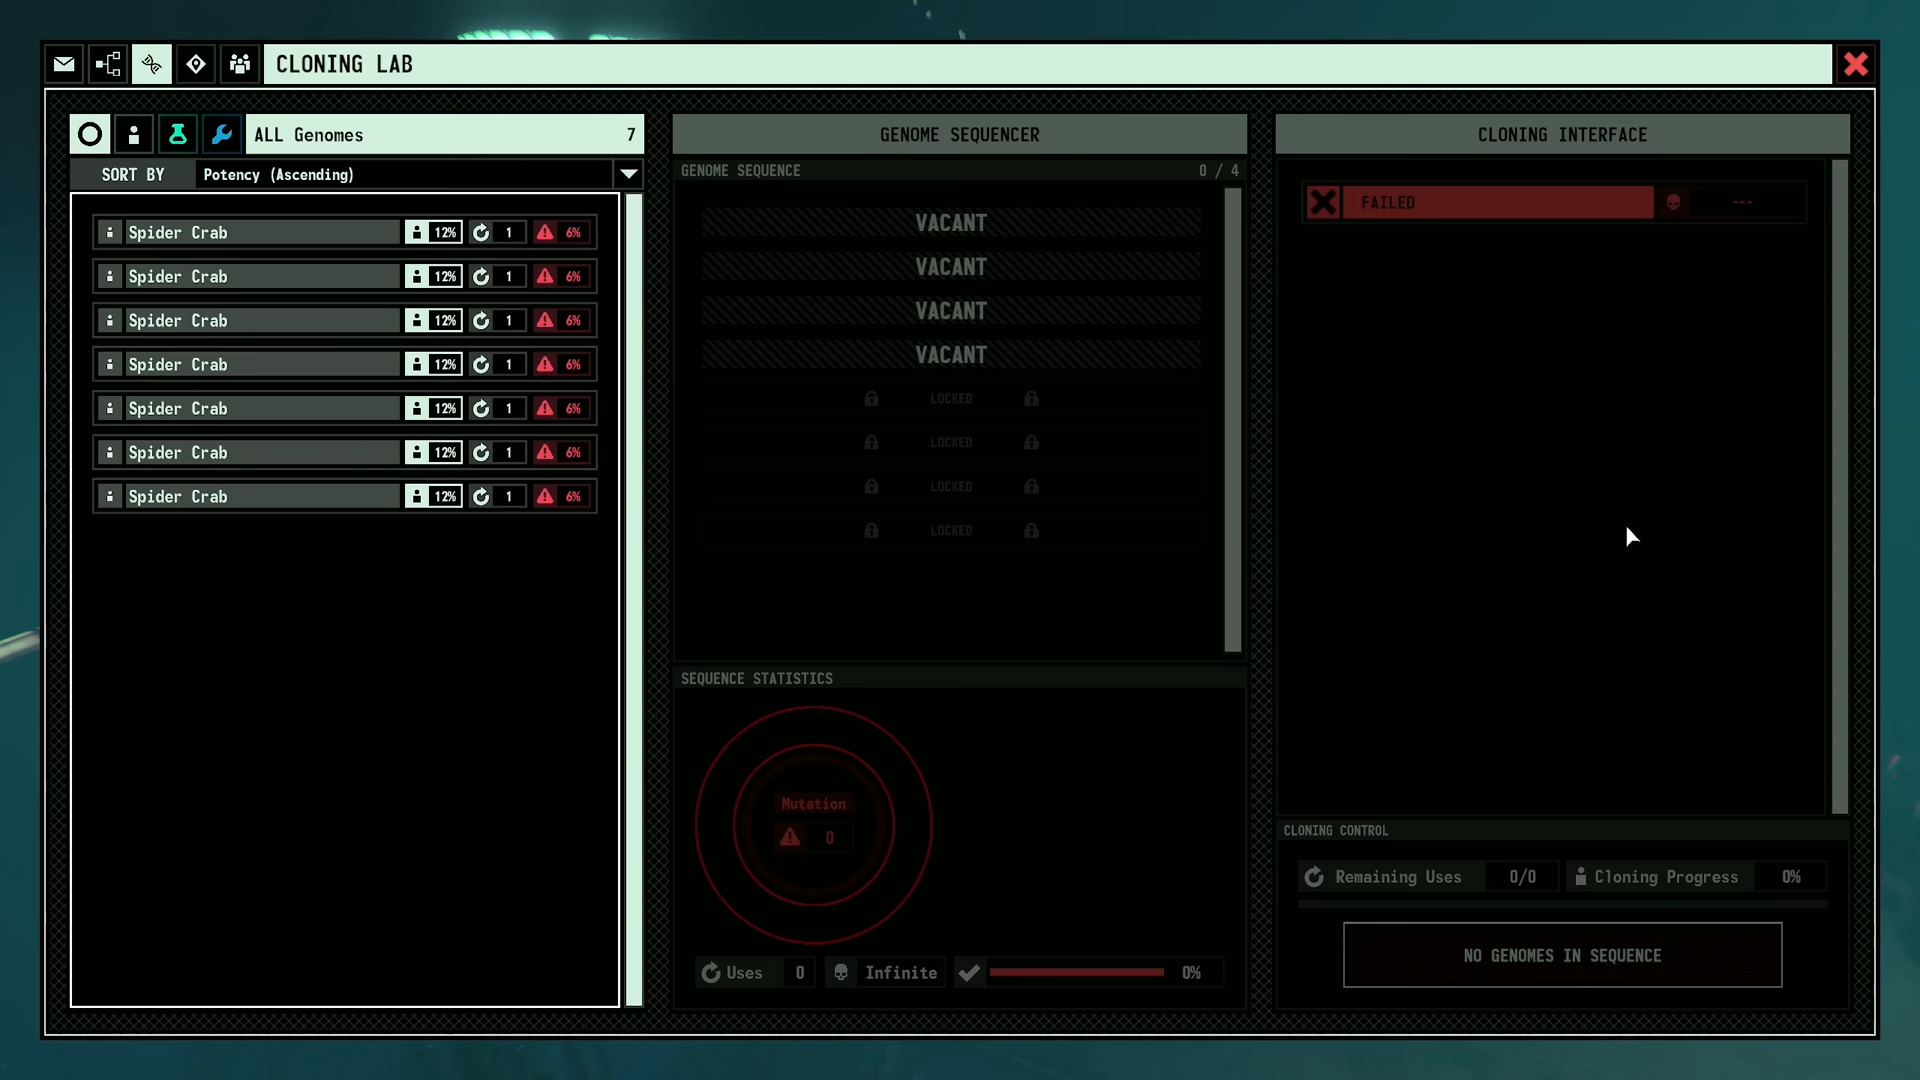 CLONING LAB
ALL Genomes 7
SORT BY Potency (Ascending)
Spider Crab 12% 1 6%
Spider Crab 12% 1 6%
Spider Crab 12% 1 6%
Spider Crab 12% 1 6%
Spider Crab 12% 1 6%
Spider Crab 12% 1 6%
Spider Crab 12% 1 6%
GENOME SEQUENCER
GENOME SEQUENCE 0 / 4
VACANT
VACANT
VACANT
VACANT
LOCKED
LOCKED
LOCKED
LOCKED
SEQUENCE STATISTICS
Mutation
0
Uses 0 Infinite 0%
CLONING INTERFACE
FAILED ---
CLONING CONTROL
Remaining Uses 0/0 Cloning Progress 0%
NO GENOMES IN SEQUENCE